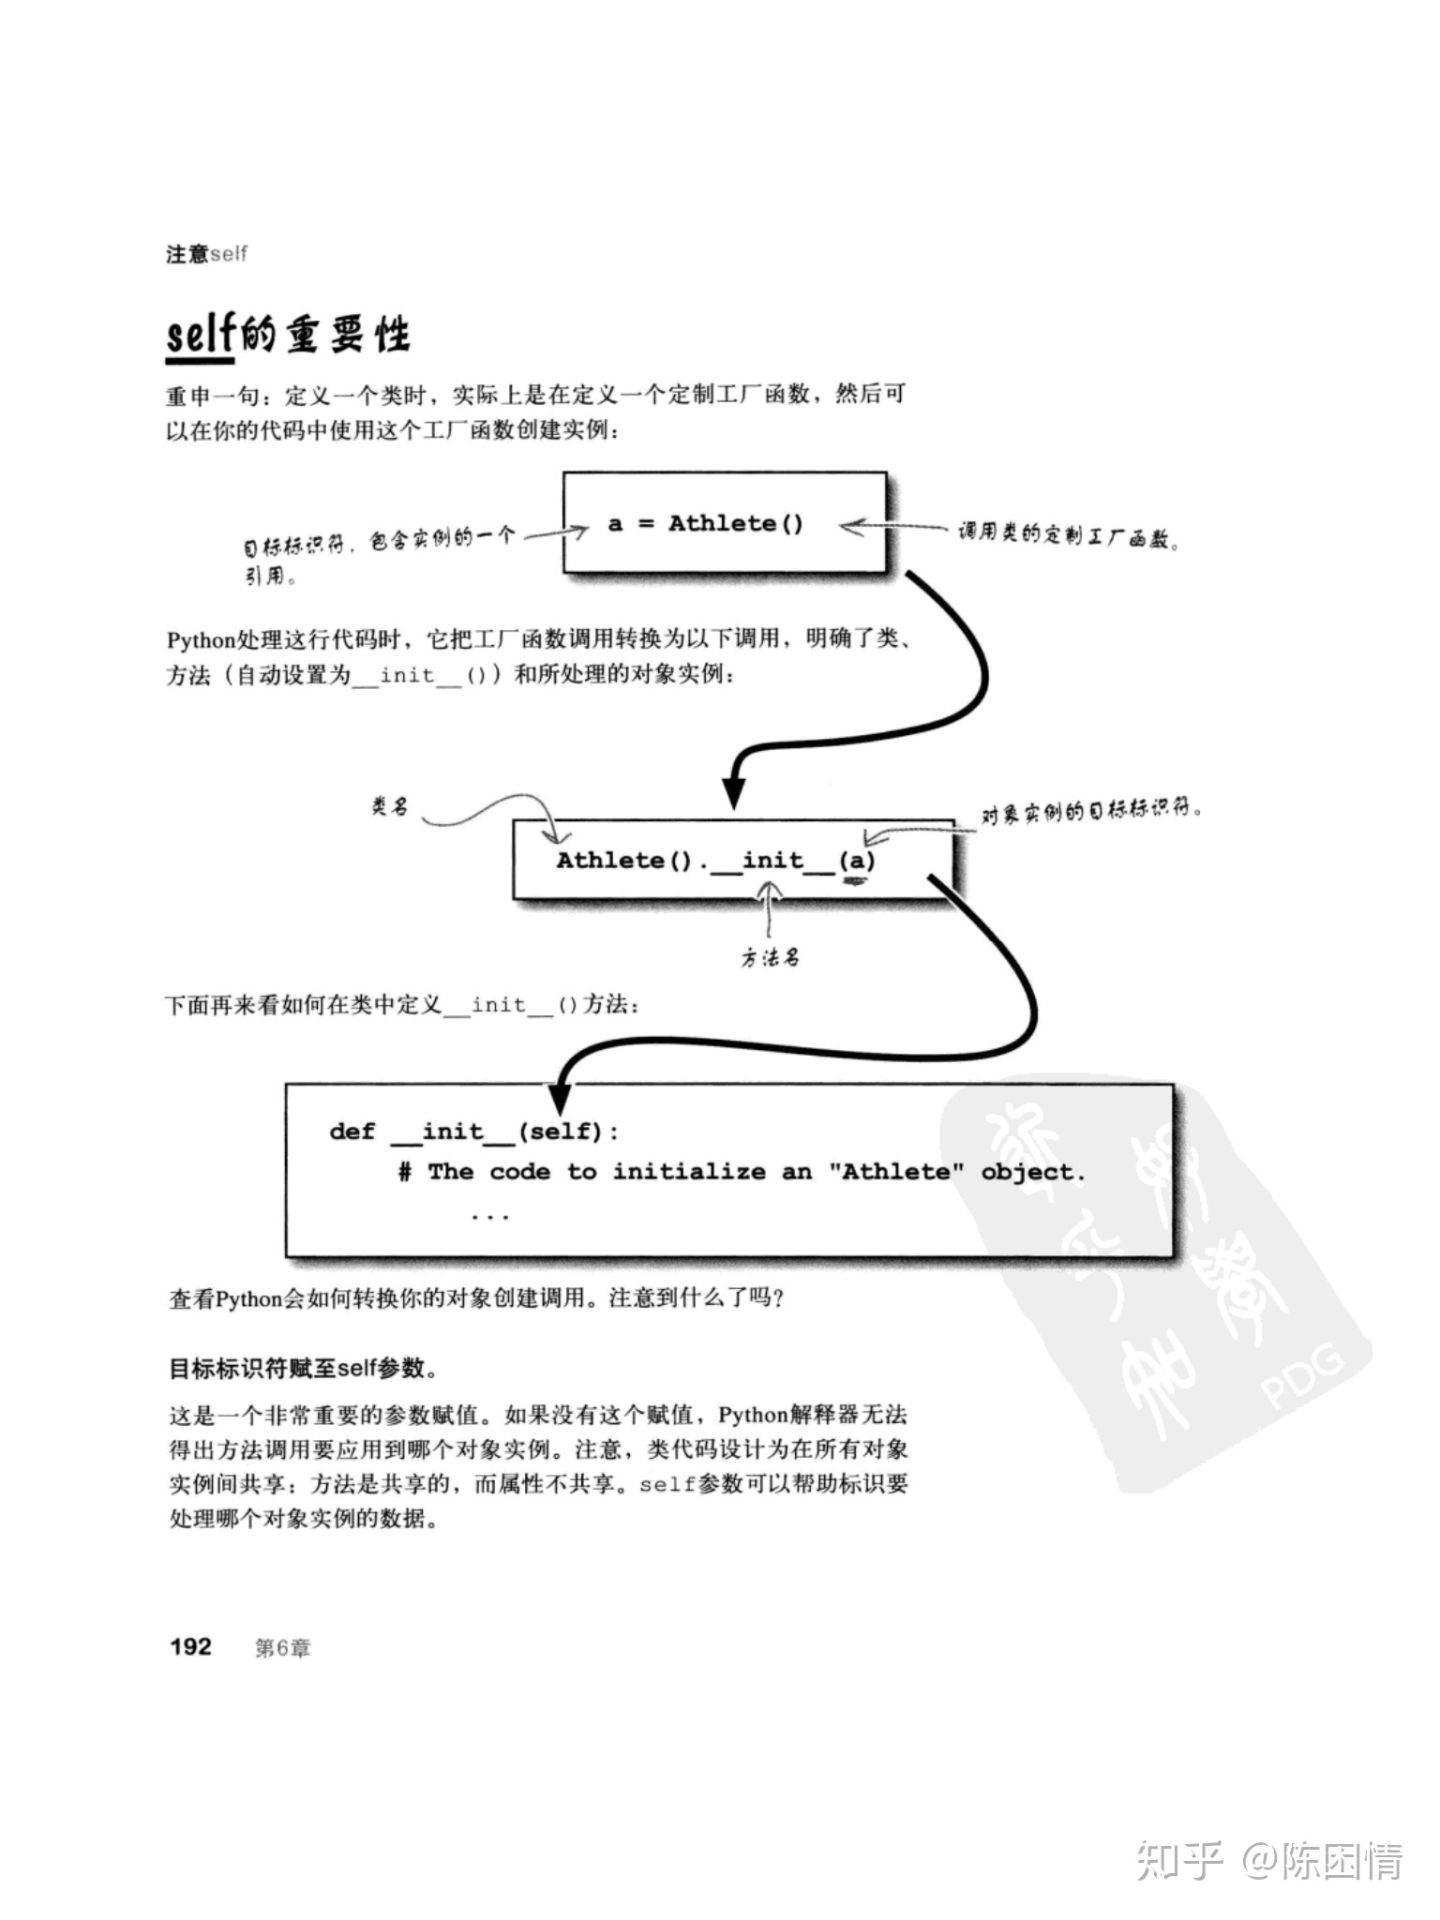 注意self
self的重要性
重申一句：定义一个类时，实际上是在定义一个定制工厂函数，然后可
以在你的代码中使用这个工厂函数创建实例：
a = Athlete()
目标标识符，包含实例的一个
引用。
调用类的定制工厂函数。
Python处理这行代码时，它把工厂函数调用转换为以下调用，明确了类、
方法（自动设置为__init__()）和所处理的对象实例：
类名
对象实例的目标标识符。
Athlete().__init__(a)
方法名
下面再来看如何在类中定义__init__()方法：
def __init__(self):
# The code to initialize an "Athlete" object.
...
查看Python会如何转换你的对象创建调用。注意到什么了吗？
目标标识符赋至self参数。
这是一个非常重要的参数赋值。如果没有这个赋值，Python解释器无法
得出方法调用要应用到哪个对象实例。注意，类代码设计为在所有对象
实例间共享：方法是共享的，而属性不共享。self参数可以帮助标识要
处理哪个对象实例的数据。
PDG
192 第6章
知乎 @陈困情